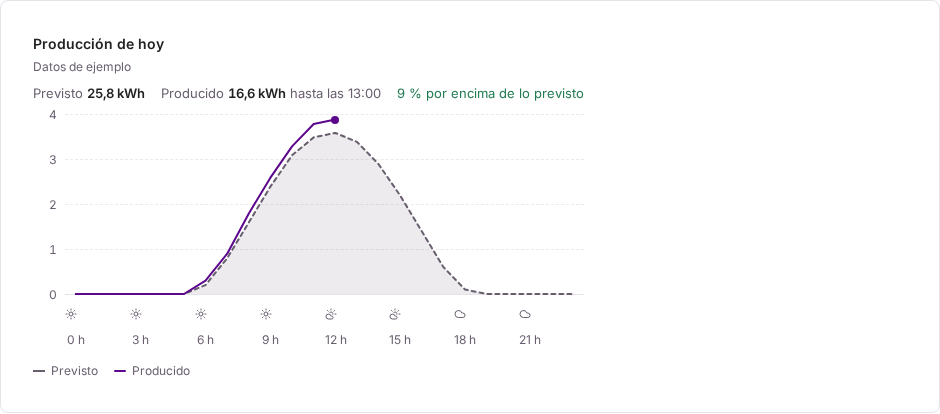 Producción de hoy
Datos de ejemplo
Previsto 25,8 kWh Producido 16,6 kWh hasta las 13:00 9 % por encima de lo previsto
4
3
2
1
0
0 h 3 h 6 h 9 h 12 h 15 h 18 h 21 h
Previsto Producido